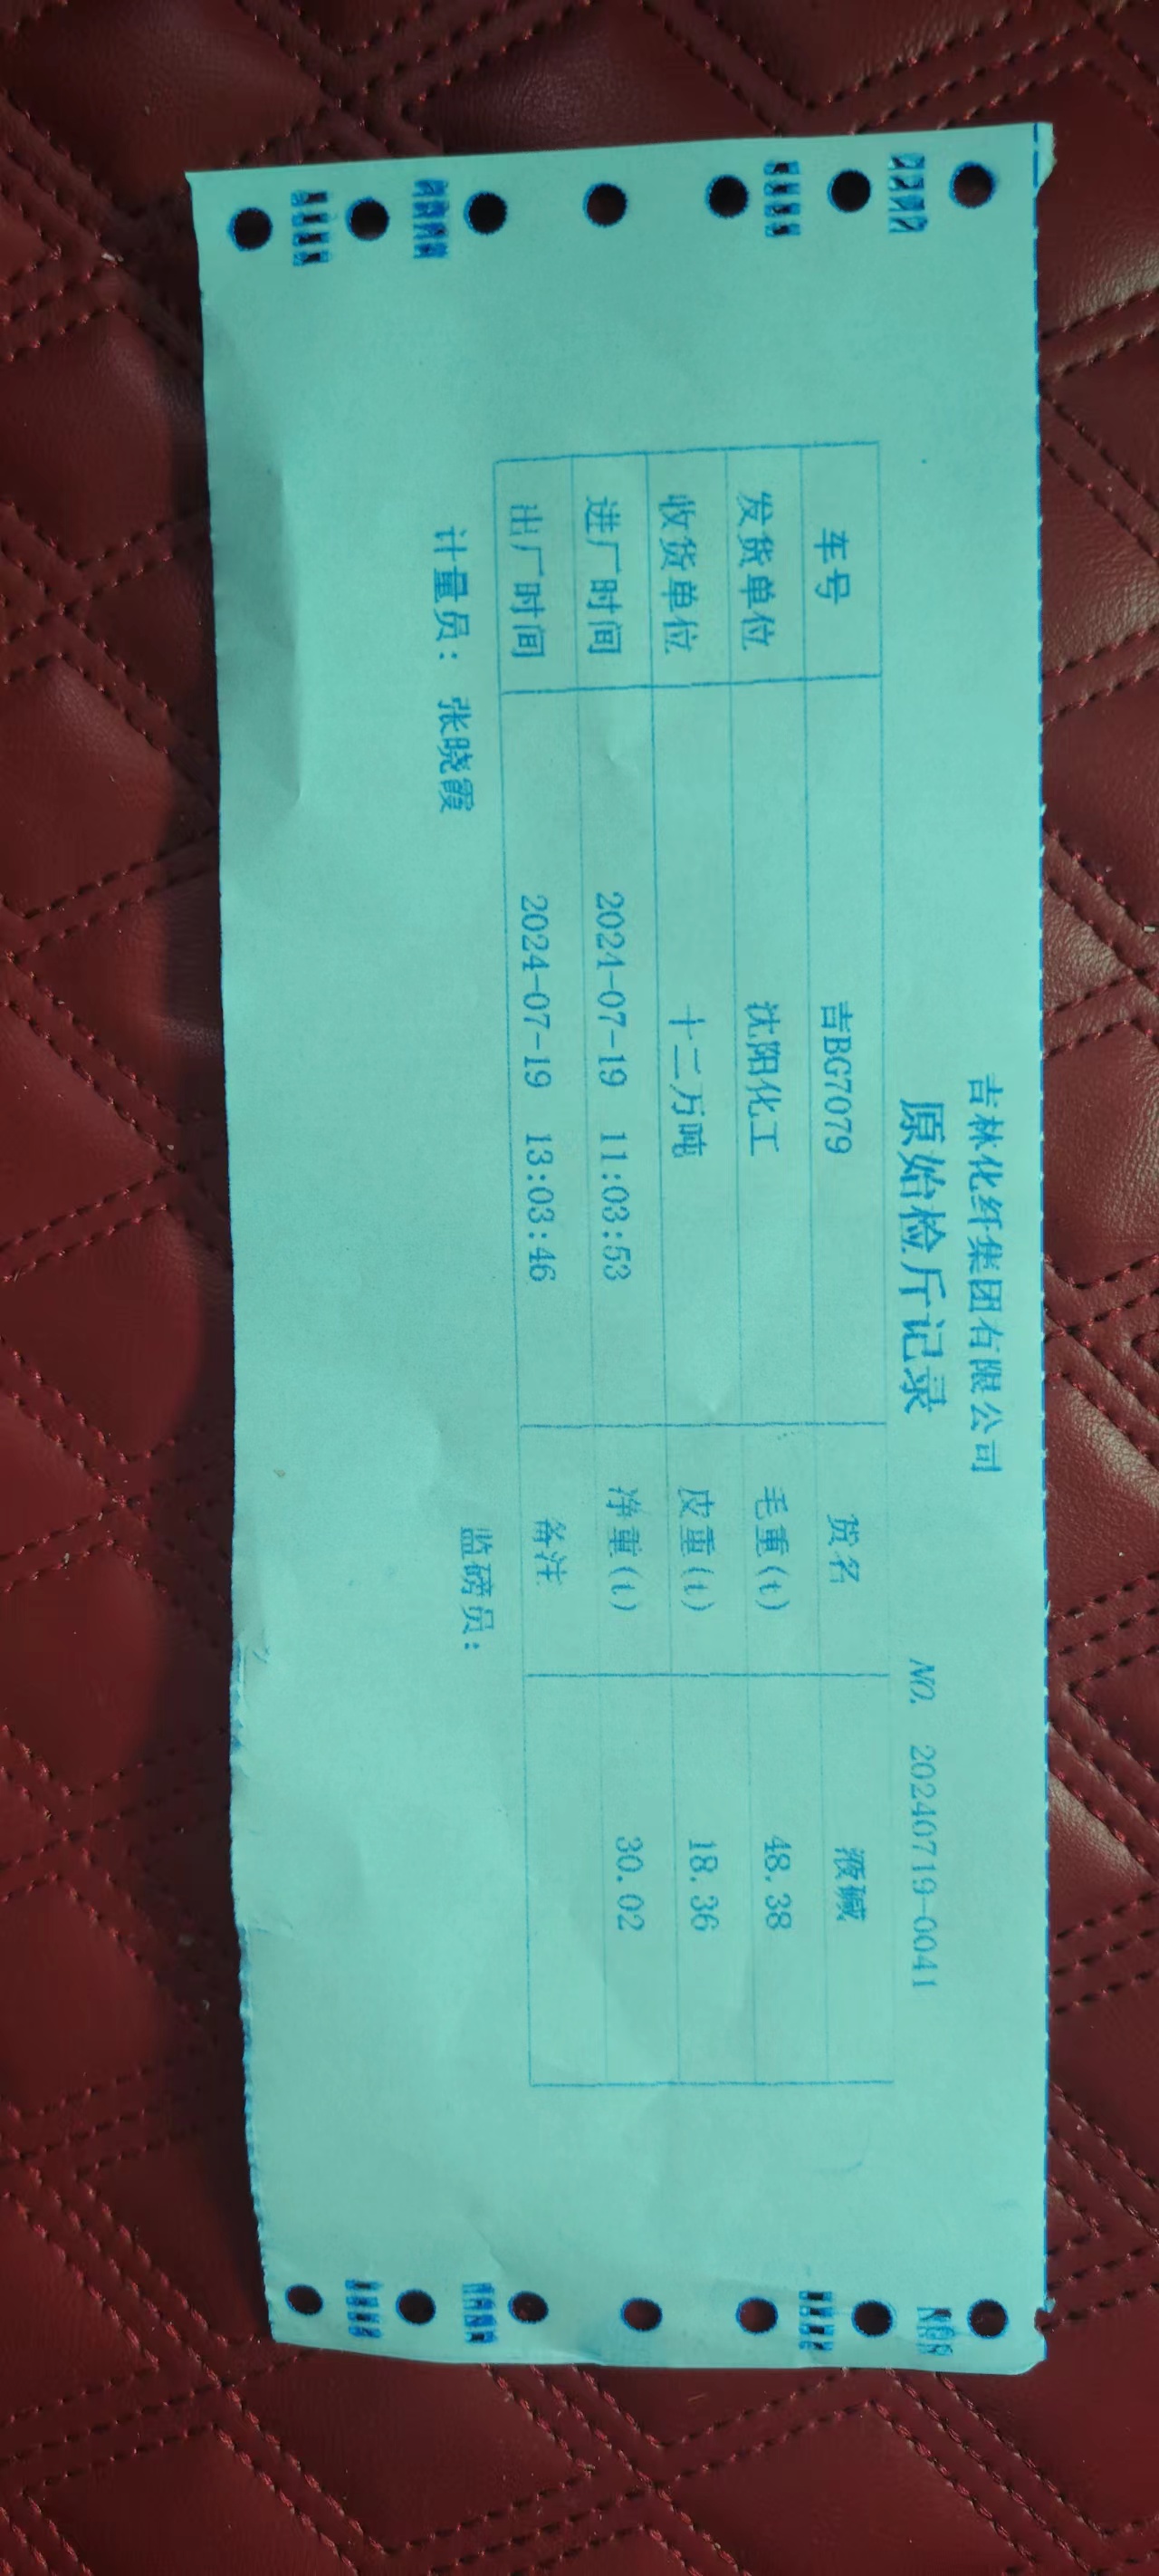 吉林化纤集团有限公司
原始检斤记录
NO. 20240719-0041
车号 吉BG7079 货名 液碱
发货单位 沈阳化工 毛重(t) 48.38
收货单位 十二万吨 皮重(t) 18.36
进厂时间 2024-07-19 11:03:53 净重(t) 30.02
出厂时间 2024-07-19 13:03:46 备注
计量员： 张晓霞 监磅员：